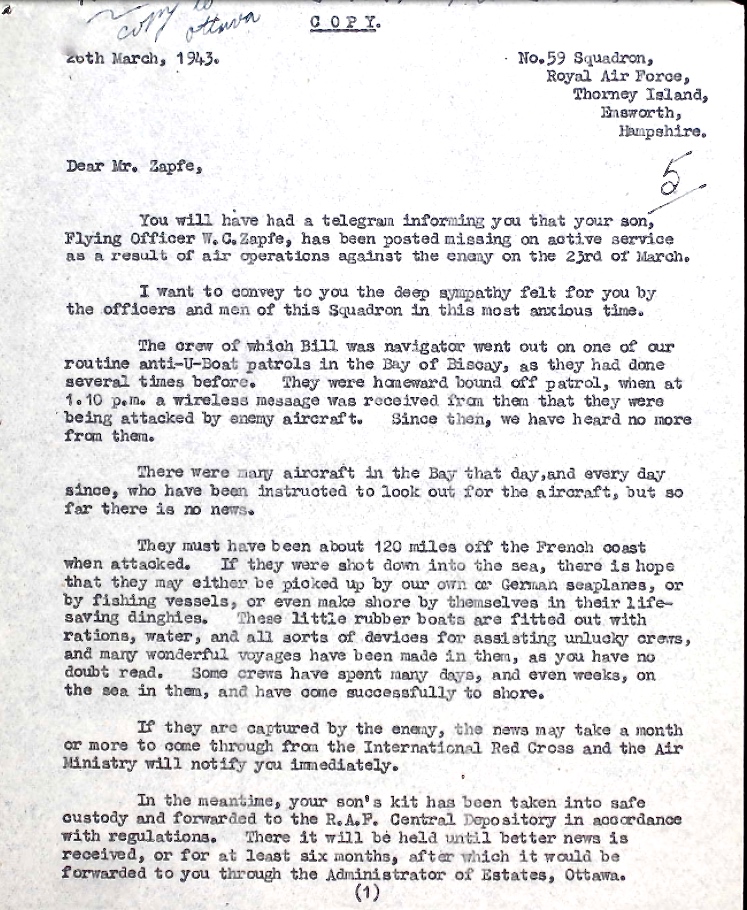 copy to
ottawa
COPY.
26th March, 1943.
No.59 Squadron,
Royal Air Force,
Thorney Island,
Emsworth,
Hampshire.
Dear Mr. Zapfe,
5
You will have had a telegram informing you that your son,
Flying Officer W.C.Zapfe, has been posted missing on active service
as a result of air operations against the enemy on the 23rd of March.
I want to convey to you the deep sympathy felt for you by
the officers and men of this Squadron in this most anxious time.
The crew of which Bill was navigator went out on one of our
routine anti-U-Boat patrols in the Bay of Biscay, as they had done
several times before. They were homeward bound off patrol, when at
1.10 p.m. a wireless message was received from them that they were
being attacked by enemy aircraft. Since then, we have heard no more
from them.
There were many aircraft in the Bay that day,and every day
since, who have been instructed to look out for the aircraft, but so
far there is no news.
They must have been about 120 miles off the French coast
when attacked. If they were shot down into the sea, there is hope
that they may either be picked up by our own or German seaplanes, or
by fishing vessels, or even make shore by themselves in their life-
saving dinghies. These little rubber boats are fitted out with
rations, water, and all sorts of devices for assisting unlucky crews,
and many wonderful voyages have been made in them, as you have no
doubt read. Some crews have spent many days, and even weeks, on
the sea in them, and have come successfully to shore.
If they are captured by the enemy, the news may take a month
or more to come through from the International Red Cross and the Air
Ministry will notify you immediately.
In the meantime, your son's kit has been taken into safe
custody and forwarded to the R.A.F. Central Depository in accordance
with regulations. There it will be held until better news is
received, or for at least six months, after which it would be
forwarded to you through the Administrator of Estates, Ottawa.
(1)